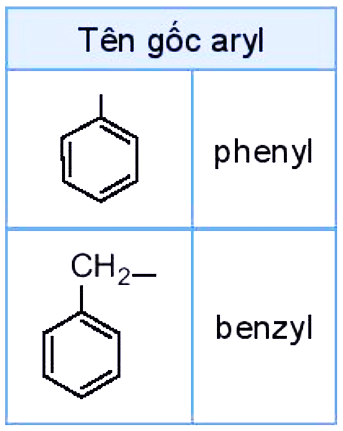 Tên gốc aryl
phenyl
CH₂
benzyl